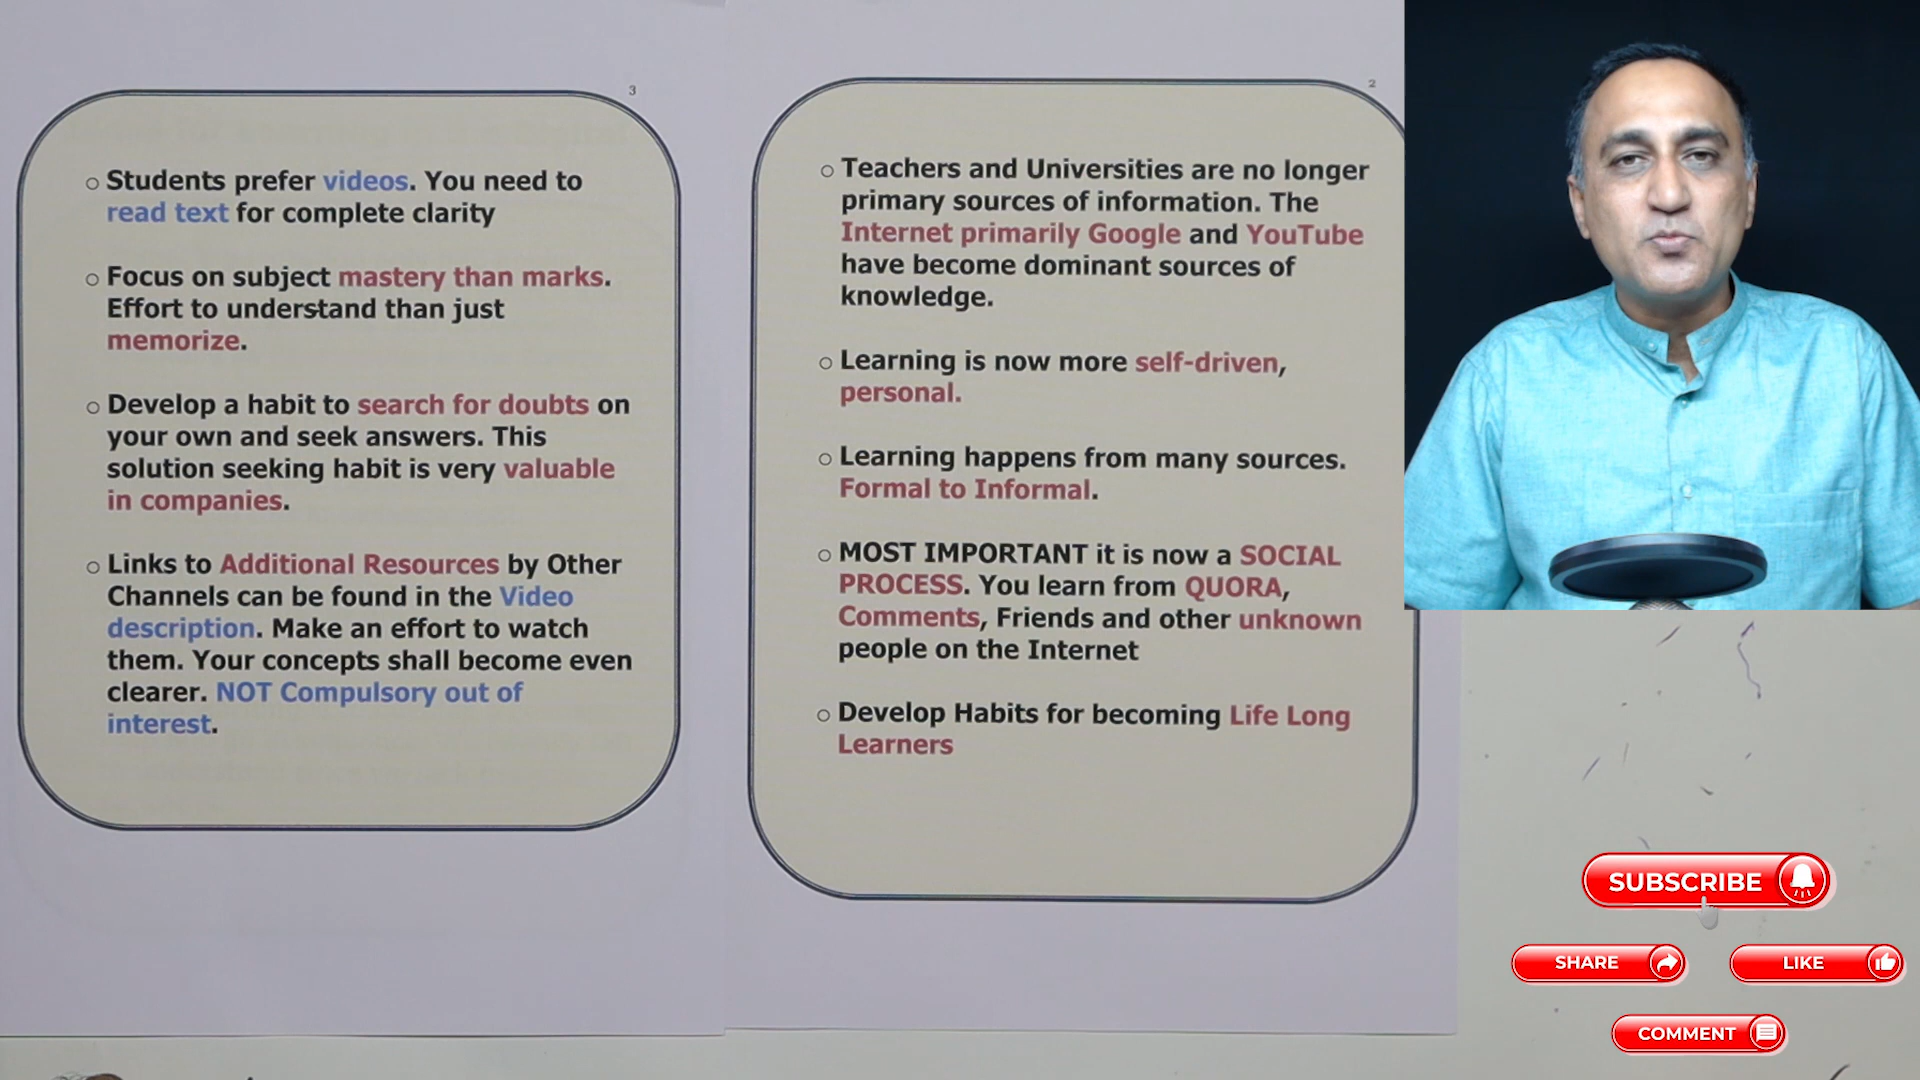 3
○ Students prefer videos. You need to
read text for complete clarity
○ Focus on subject mastery than marks.
Effort to understand than just
memorize.
○ Develop a habit to search for doubts on
your own and seek answers. This
solution seeking habit is very valuable
in companies.
○ Links to Additional Resources by Other
Channels can be found in the Video
description. Make an effort to watch
them. Your concepts shall become even
clearer. NOT Compulsory out of
interest.
2
○ Teachers and Universities are no longer
primary sources of information. The
Internet primarily Google and YouTube
have become dominant sources of
knowledge.
○ Learning is now more self-driven,
personal.
○ Learning happens from many sources.
Formal to Informal.
○ MOST IMPORTANT it is now a SOCIAL
PROCESS. You learn from QUORA,
Comments, Friends and other unknown
people on the Internet
○ Develop Habits for becoming Life Long
Learners
SUBSCRIBE
SHARE
LIKE
COMMENT